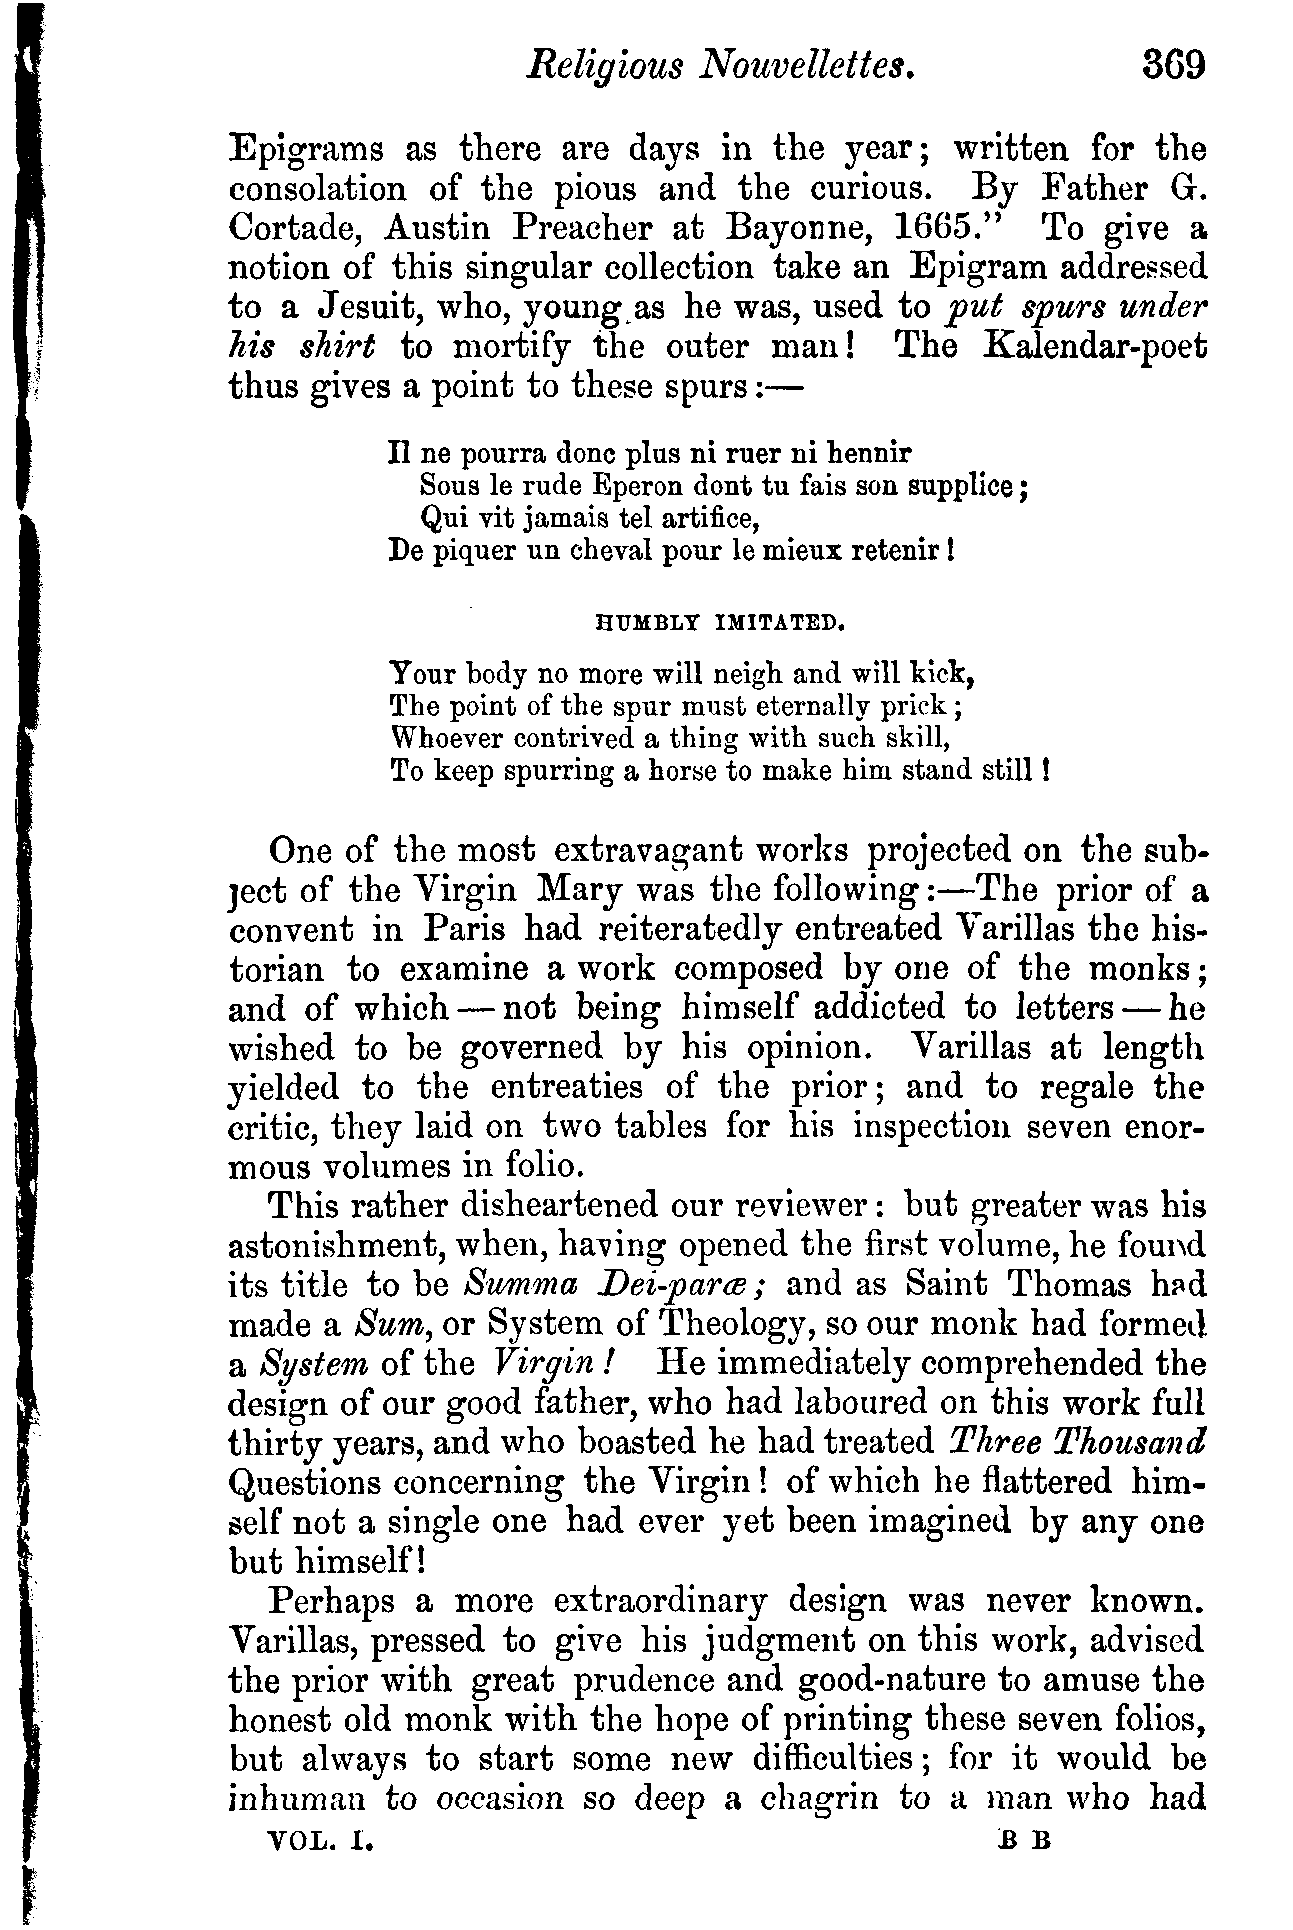 Religious Nouvellettes. 369
Epigrams as there are days in the year; written for the
consolation of the pious and the curious. By Father G.
Cortade, Austin Preacher at Bayonne, 1665.” To give a
notion of this singular collection take an Epigram addressed
to a Jesuit, who, young as he was, used to put spurs under
his shirt to mortify the outer man! The Kalendar-poet
thus gives a point to these spurs:—
Il ne pourra donc plus ni ruer ni hennir
Sous le rude Eperon dont tu fais son supplice;
Qui vit jamais tel artifice,
De piquer un cheval pour le mieux retenir!
HUMBLY IMITATED.
Your body no more will neigh and will kick,
The point of the spur must eternally prick;
Whoever contrived a thing with such skill,
To keep spurring a horse to make him stand still!
One of the most extravagant works projected on the sub-
ject of the Virgin Mary was the following:—The prior of a
convent in Paris had reiteratedly entreated Varillas the his-
torian to examine a work composed by one of the monks;
and of which — not being himself addicted to letters — he
wished to be governed by his opinion. Varillas at length
yielded to the entreaties of the prior; and to regale the
critic, they laid on two tables for his inspection seven enor-
mous volumes in folio.
This rather disheartened our reviewer: but greater was his
astonishment, when, having opened the first volume, he found
its title to be Summa Dei-paræ; and as Saint Thomas had
made a Sum, or System of Theology, so our monk had formed
a System of the Virgin! He immediately comprehended the
design of our good father, who had laboured on this work full
thirty years, and who boasted he had treated Three Thousand
Questions concerning the Virgin! of which he flattered him-
self not a single one had ever yet been imagined by any one
but himself!
Perhaps a more extraordinary design was never known.
Varillas, pressed to give his judgment on this work, advised
the prior with great prudence and good-nature to amuse the
honest old monk with the hope of printing these seven folios,
but always to start some new difficulties; for it would be
inhuman to occasion so deep a chagrin to a man who had
VOL. I. B B